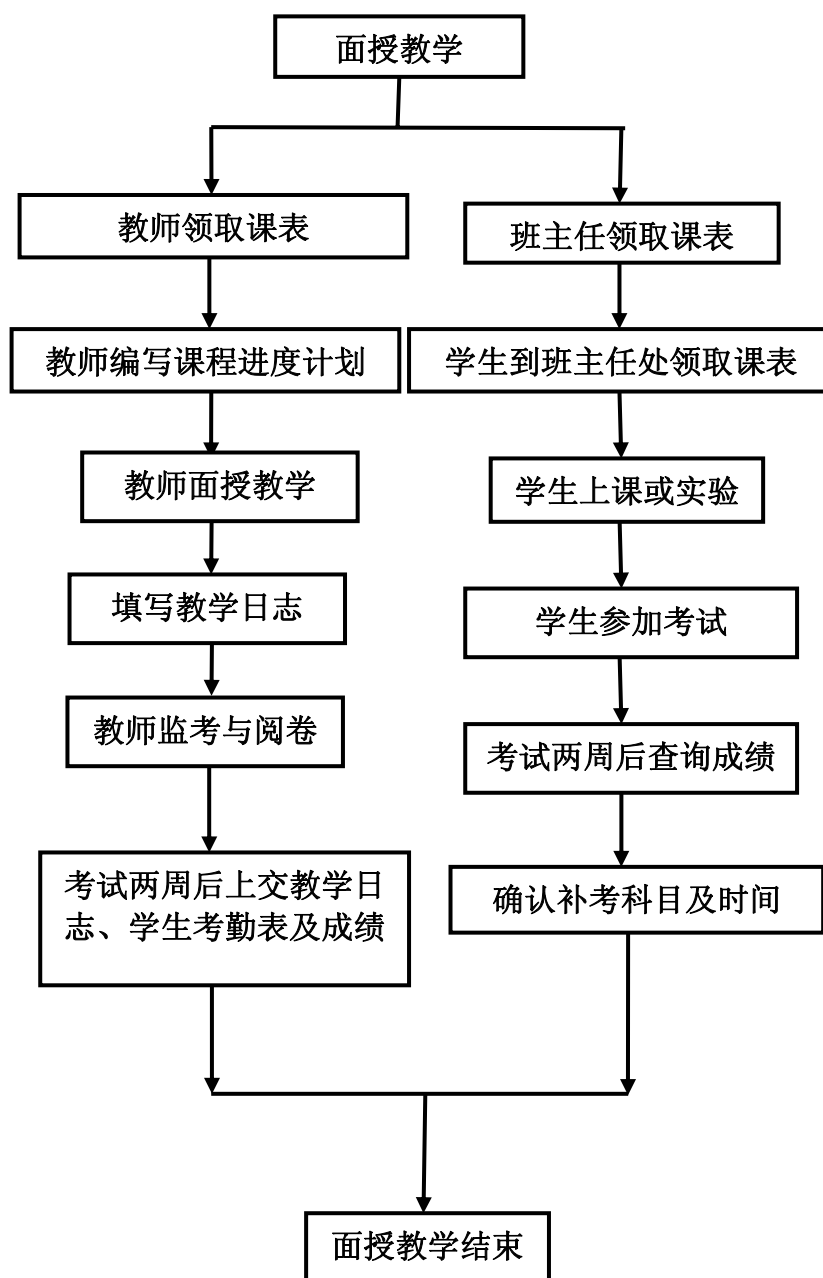 面授教学
教师领取课表
班主任领取课表
教师编写课程进度计划
学生到班主任处领取课表
教师面授教学
学生上课或实验
填写教学日志
学生参加考试
教师监考与阅卷
考试两周后查询成绩
考试两周后上交教学日
志、学生考勤表及成绩
确认补考科目及时间
面授教学结束